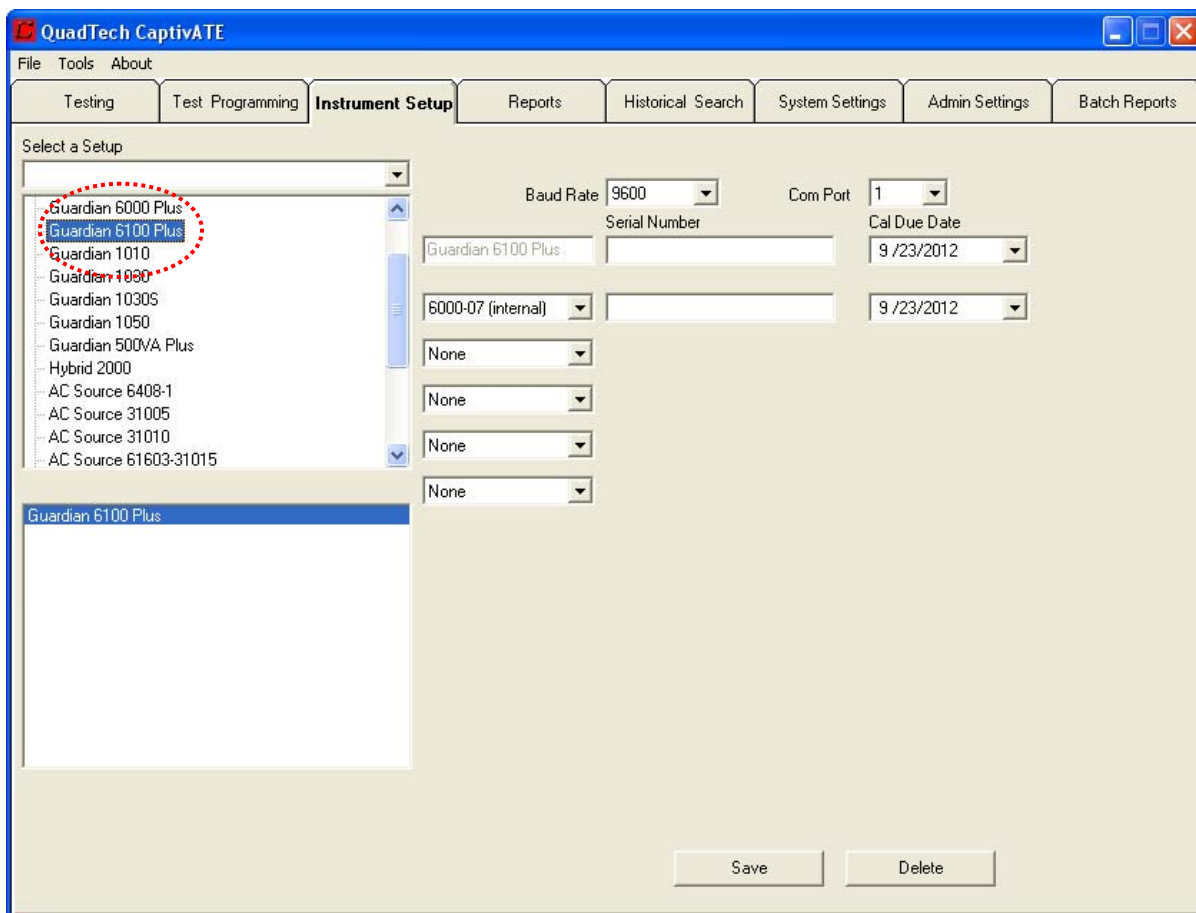 QuadTech CaptivATE
File Tools About
Testing Test Programming Instrument Setup Reports Historical Search System Settings Admin Settings Batch Reports
Select a Setup
Baud Rate 9600 Com Port 1
Serial Number Cal Due Date
Guardian 6000 Plus
Guardian 6100 Plus
Guardian 1010
Guardian 1030
Guardian 1030S
Guardian 1050
Guardian 500VA Plus
Hybrid 2000
AC Source 6408-1
AC Source 31005
AC Source 31010
AC Source 61603-31015
Guardian 6100 Plus 9 /23/2012
6000-07 (internal) 9 /23/2012
None
None
None
None
Guardian 6100 Plus
Save Delete